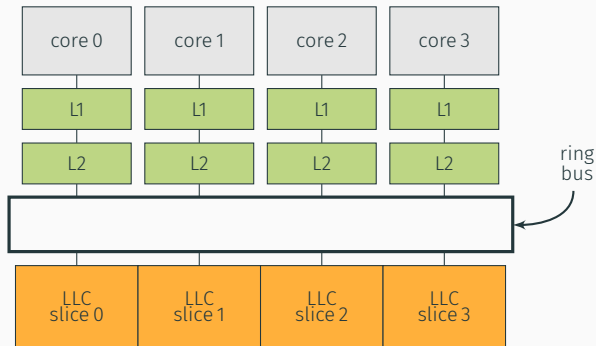 core 0 core 1 core 2 core 3
L1 L1 L1 L1
L2 L2 L2 L2
ring
bus
LLC LLC LLC LLC
slice 0 slice 1 slice 2 slice 3